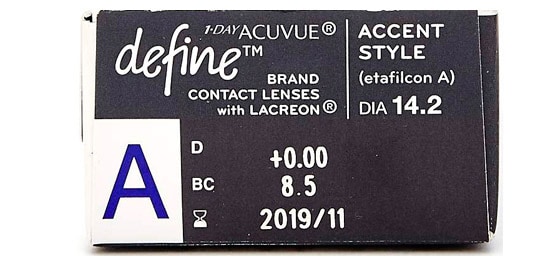 1·DAY ACUVUE®
define™
BRAND
CONTACT LENSES
with LACREON®
ACCENT
STYLE
(etafilcon A)
DIA 14.2
A
D +0.00
BC 8.5
2019/11